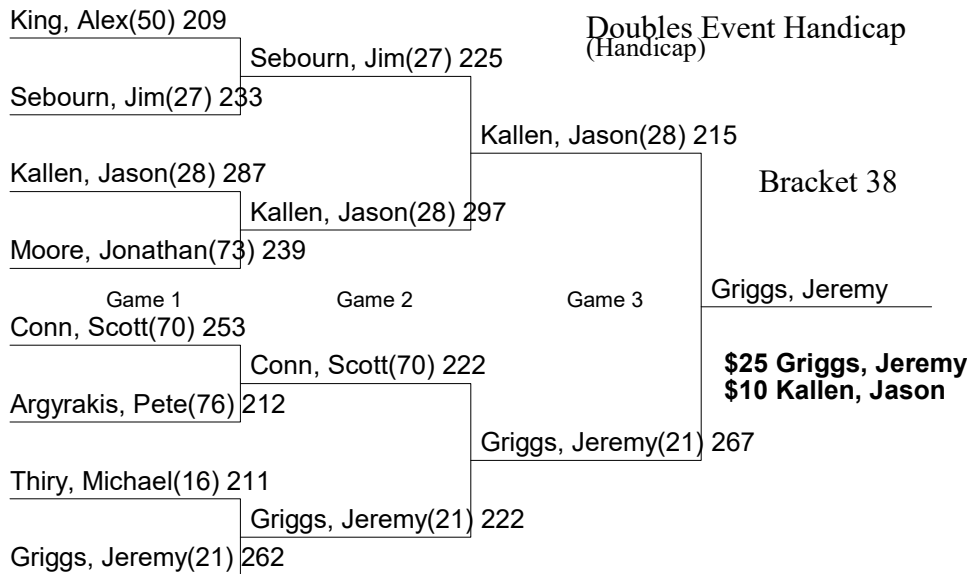 King, Alex(50) 209
Doubles Event Handicap
(Handicap)
Sebourn, Jim(27) 225
Sebourn, Jim(27) 233
Kallen, Jason(28) 215
Kallen, Jason(28) 287
Bracket 38
Kallen, Jason(28) 297
Moore, Jonathan(73) 239
Game 1 Game 2 Game 3
Griggs, Jeremy
Conn, Scott(70) 253
Conn, Scott(70) 222
$25 Griggs, Jeremy
$10 Kallen, Jason
Argyrakis, Pete(76) 212
Griggs, Jeremy(21) 267
Thiry, Michael(16) 211
Griggs, Jeremy(21) 222
Griggs, Jeremy(21) 262